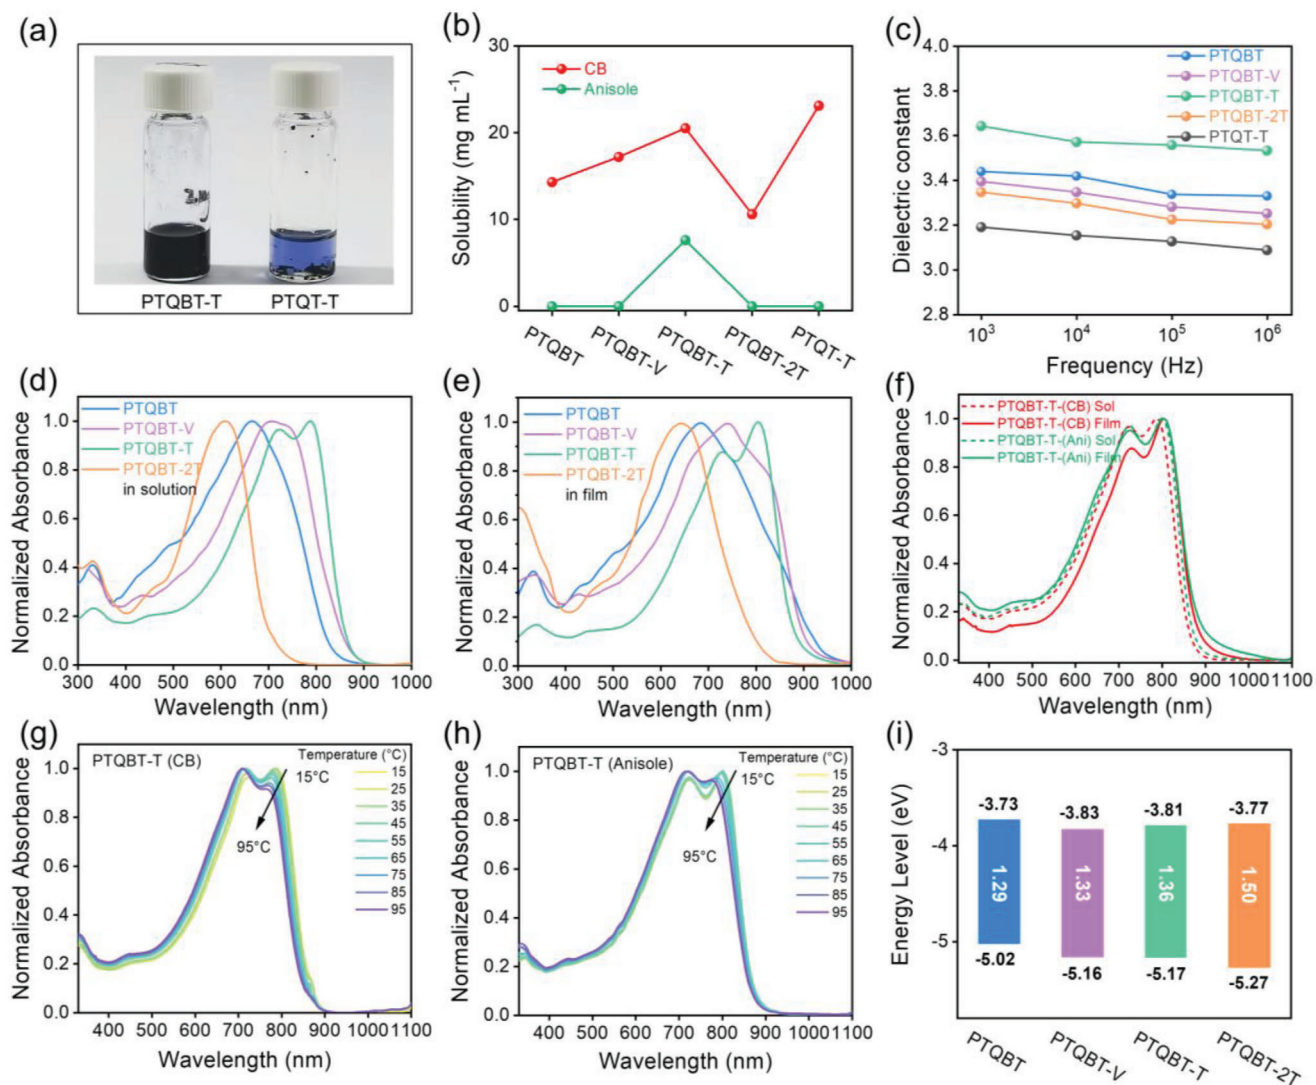 (a)
PTQBT-T PTQT-T
(b)
30
20
10
0
Solubility (mg mL⁻¹)
CB
Anisole
PTQBT
PTQBT-V
PTQBT-T
PTQBT-2T
PTQT-T
(c)
4.0
3.8
3.6
3.4
3.2
3.0
2.8
Dielectric constant
PTQBT
PTQBT-V
PTQBT-T
PTQBT-2T
PTQT-T
10³ 10⁴ 10⁵ 10⁶
Frequency (Hz)
(d)
1.0
0.8
0.6
0.4
0.2
0.0
Normalized Absorbance
PTQBT
PTQBT-V
PTQBT-T
PTQBT-2T
in solution
300 400 500 600 700 800 900 1000
Wavelength (nm)
(e)
1.0
0.8
0.6
0.4
0.2
0.0
Normalized Absorbance
PTQBT
PTQBT-V
PTQBT-T
PTQBT-2T
in film
300 400 500 600 700 800 900 1000
Wavelength (nm)
(f)
1.0
0.8
0.6
0.4
0.2
0.0
Normalized Absorbance
PTQBT-T-(CB) Sol
PTQBT-T-(CB) Film
PTQBT-T-(Ani) Sol
PTQBT-T-(Ani) Film
400 500 600 700 800 900 1000 1100
Wavelength (nm)
(g)
1.0
0.8
0.6
0.4
0.2
0.0
Normalized Absorbance
PTQBT-T (CB)
Temperature (°C)
15°C
95°C
15
25
35
45
55
65
75
85
95
400 500 600 700 800 900 1000 1100
Wavelength (nm)
(h)
1.0
0.8
0.6
0.4
0.2
0.0
Normalized Absorbance
PTQBT-T (Anisole)
Temperature (°C)
15°C
95°C
15
25
35
45
55
65
75
85
95
400 500 600 700 800 900 1000 1100
Wavelength (nm)
(i)
-3
-4
-5
Energy Level (eV)
-3.73 -3.83 -3.81 -3.77
1.29 1.33 1.36 1.50
-5.02 -5.16 -5.17 -5.27
PTQBT
PTQBT-V
PTQBT-T
PTQBT-2T